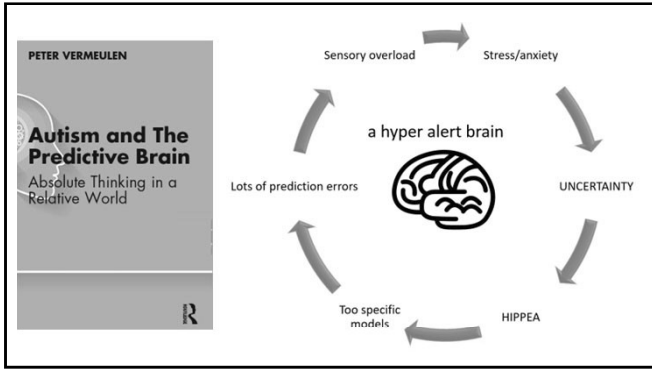 PETER VERMEULEN
Autism and The
Predictive Brain
Absolute Thinking in a
Relative World
a hyper alert brain
Sensory overload
Stress/anxiety
UNCERTAINTY
HIPPEA
Too specific
models
Lots of prediction errors